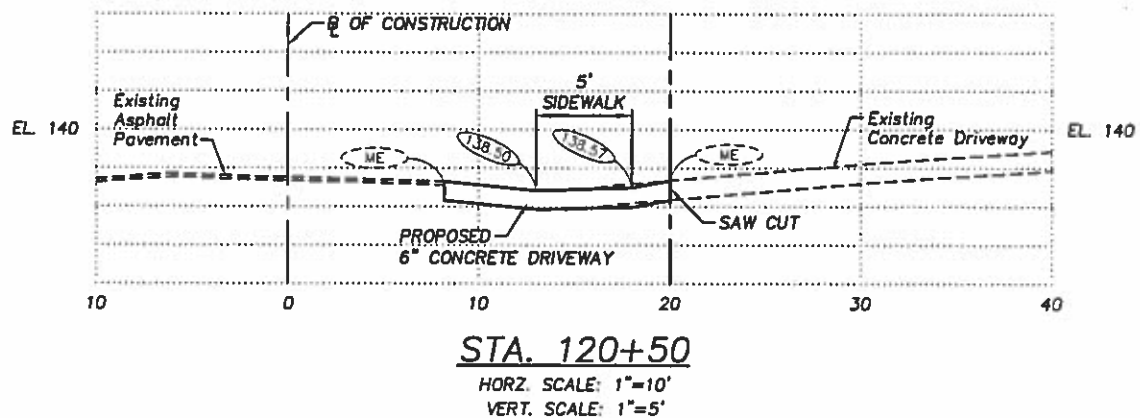 ℄ OF CONSTRUCTION
5'
SIDEWALK
Existing
Asphalt
Pavement
Existing
Concrete Driveway
EL. 140
EL. 140
ME
138.50
138.57
ME
SAW CUT
PROPOSED
6" CONCRETE DRIVEWAY
10 0 10 20 30 40
STA. 120+50
HORZ. SCALE: 1"=10'
VERT. SCALE: 1"=5'